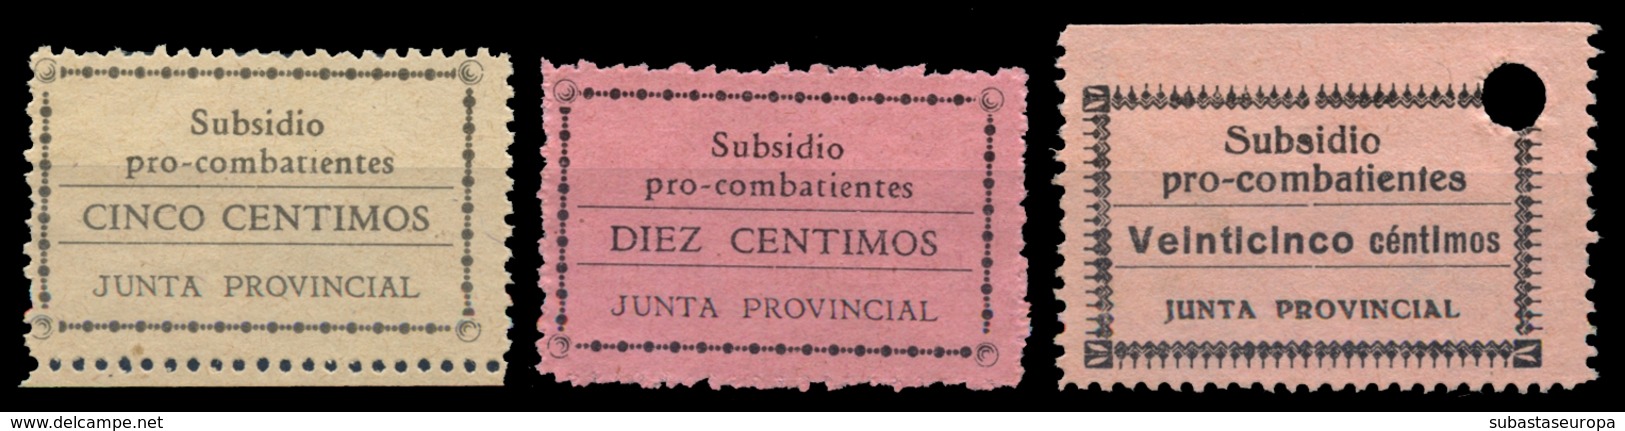 Subsidio
pro-combatientes
CINCO CENTIMOS
JUNTA PROVINCIAL
Subsidio
pro-combatientes
DIEZ CENTIMOS
JUNTA PROVINCIAL
Subsidio
pro-combatientes
Veinticinco céntimos
JUNTA PROVINCIAL
www.delcampe.net
subastaseuropa